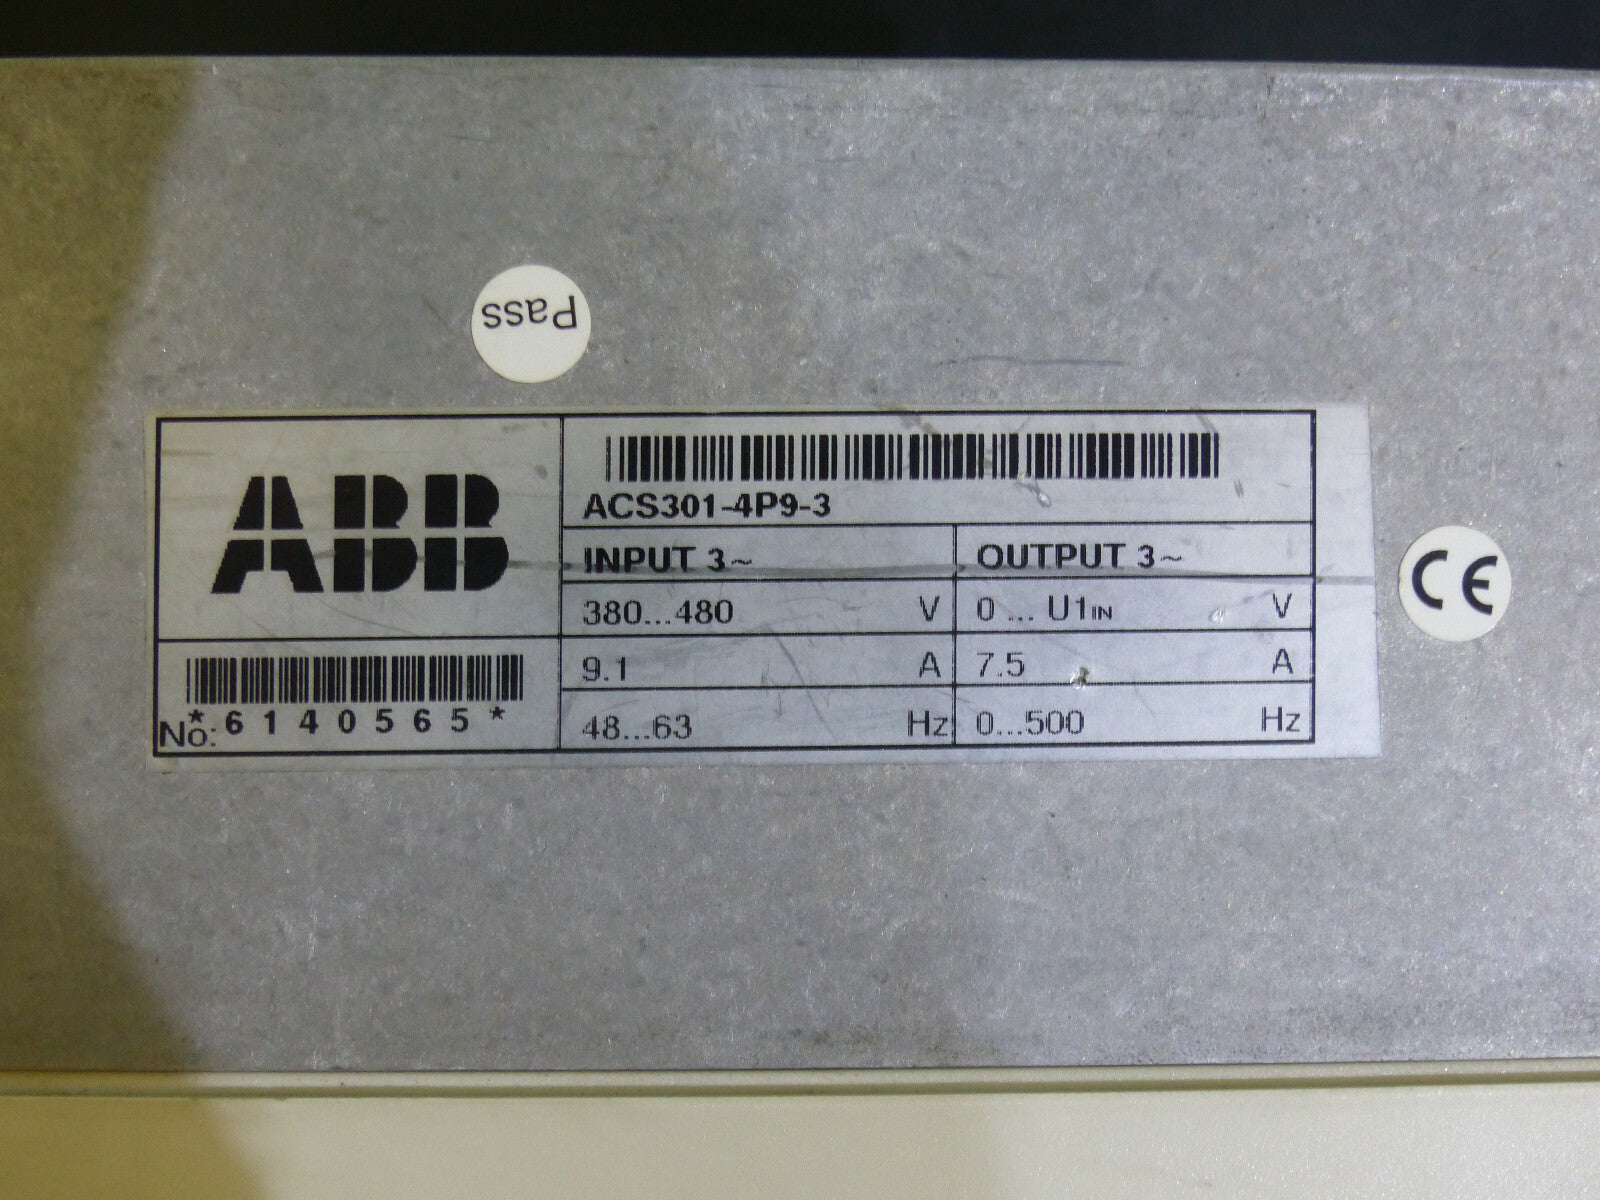 Pass
ABB
ACS301-4P9-3
INPUT 3~ OUTPUT 3~
380...480 V 0 ... U1IN V
9.1 A 7.5 A
48...63 Hz 0...500 Hz
*6140565*
No:
CE